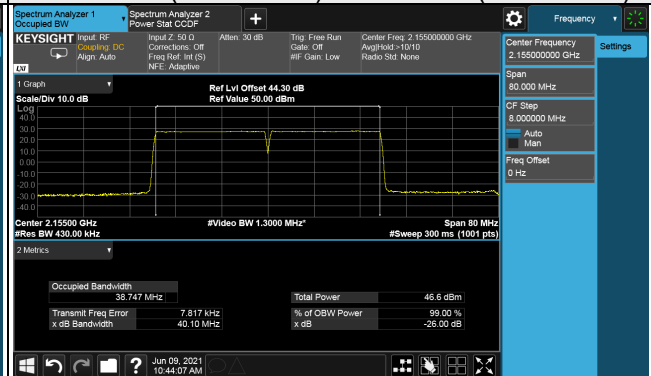 Spectrum Analyzer 1
Occupied BW
Spectrum Analyzer 2
Power Stat CCDF
Frequency
KEYSIGHT
LXI
Input: RF
Coupling: DC
Align: Auto
Input Z: 50 Ω
Corrections: Off
Freq Ref: Int (S)
NFE: Adaptive
Atten: 30 dB
Trig: Free Run
Gate: Off
#IF Gain: Low
Center Freq: 2.155000000 GHz
Avg|Hold:>10/10
Radio Std: None
Center Frequency
2.155000000 GHz
Settings
Span
80.000 MHz
CF Step
8.000000 MHz
Auto
Man
Freq Offset
0 Hz
1 Graph
Scale/Div 10.0 dB
Ref Lvl Offset 44.30 dB
Ref Value 50.00 dBm
Log
40.0
30.0
20.0
10.0
0.00
-10.0
-20.0
-30.0
-40.0
Center 2.15500 GHz
#Res BW 430.00 kHz
#Video BW 1.3000 MHz*
Span 80 MHz
#Sweep 300 ms (1001 pts)
2 Metrics
Occupied Bandwidth
38.747 MHz
Total Power 46.6 dBm
Transmit Freq Error 7.817 kHz
% of OBW Power 99.00 %
x dB Bandwidth 40.10 MHz
x dB -26.00 dB
?
Jun 09, 2021
10:44:07 AM